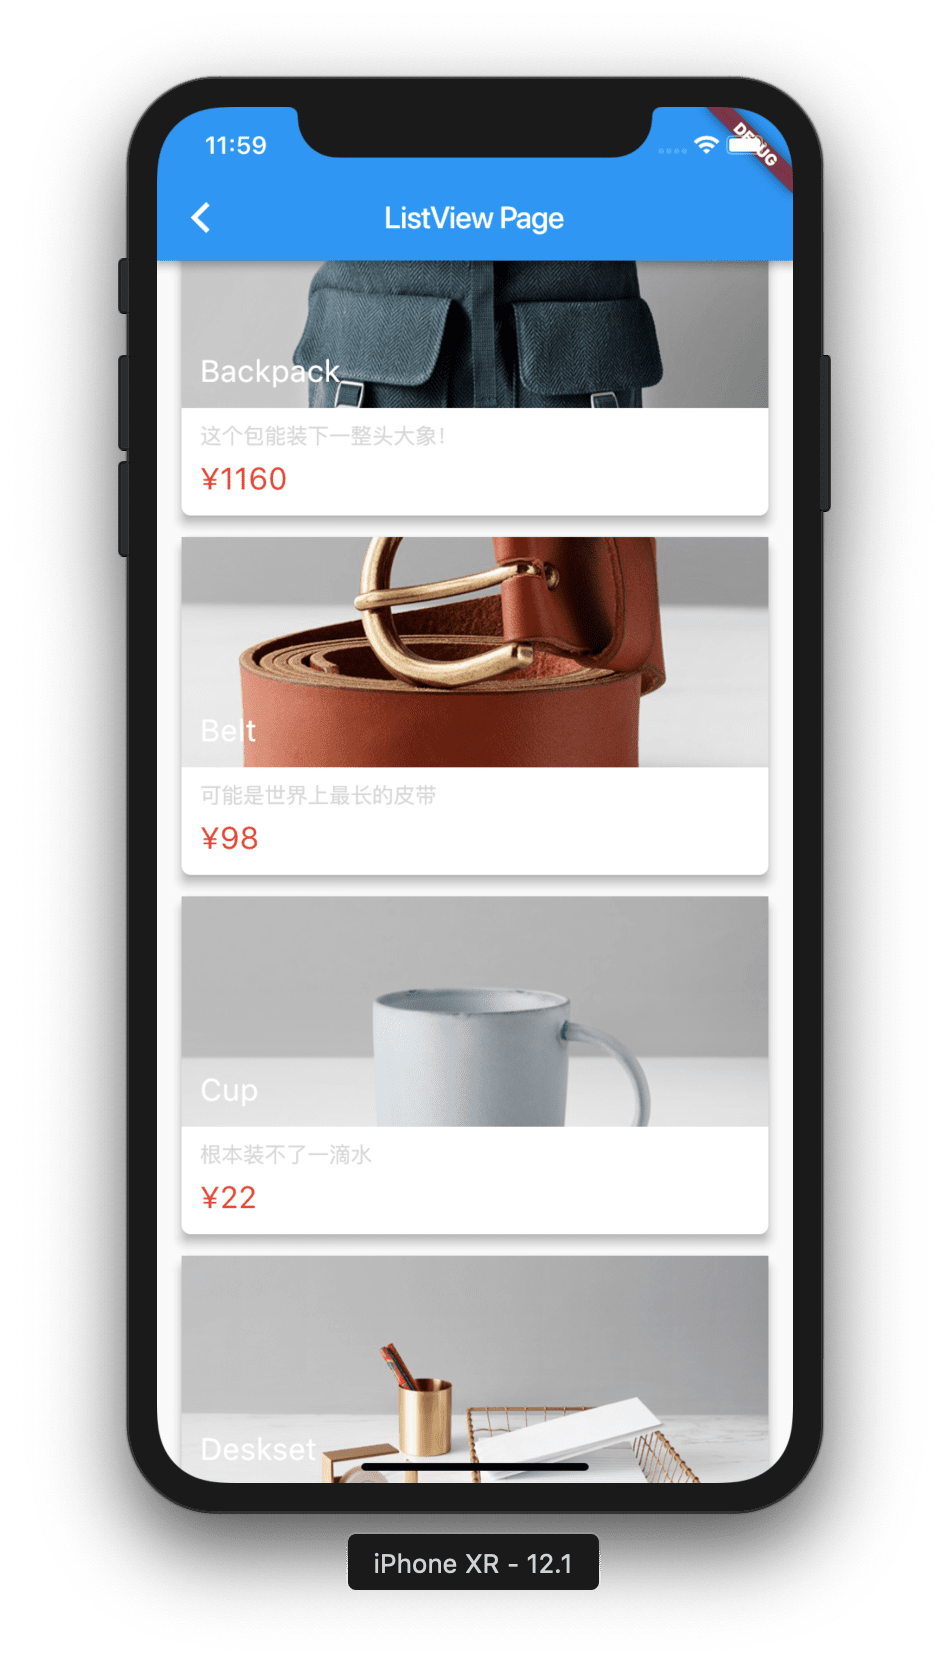 11:59
DEBUG
ListView Page
Backpack
这个包能装下一整头大象！
¥1160
Belt
可能是世界上最长的皮带
¥98
Cup
根本装不了一滴水
¥22
Deskset
iPhone XR - 12.1